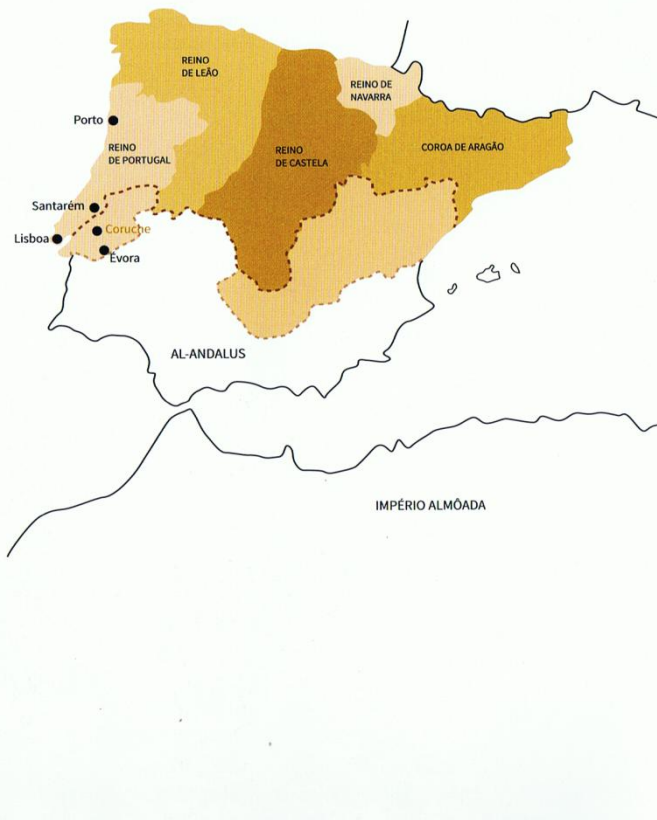 REINO
DE LEÃO
REINO DE
NAVARRA
Porto
REINO
DE PORTUGAL
REINO
DE CASTELA
COROA DE ARAGÃO
Santarém
Coruche
Lisboa
Évora
AL-ANDALUS
IMPÉRIO ALMÔADA